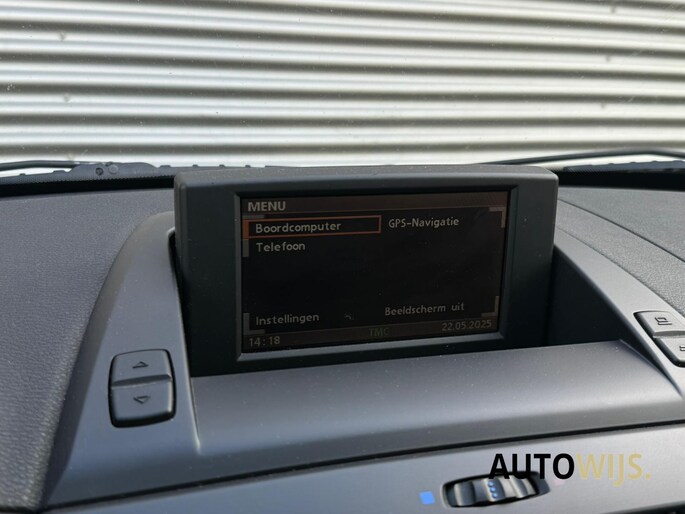 MENU
Boordcomputer GPS-Navigatie
Telefoon
Instellingen Beeldscherm uit
14:18 TMC 22.05.2025
AUTOWIJS.